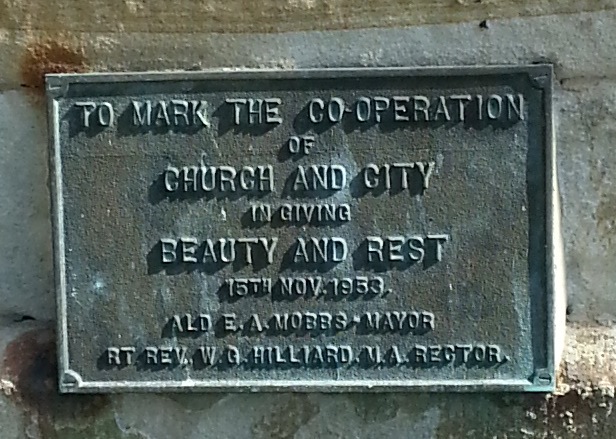 TO MARK THE CO-OPERATION
OF
CHURCH AND CITY
IN GIVING
BEAUTY AND REST
15TH NOV. 1953.
ALD E. A. MOBBS - MAYOR
RT REV. W. G. HILLIARD. M. A. RECTOR.